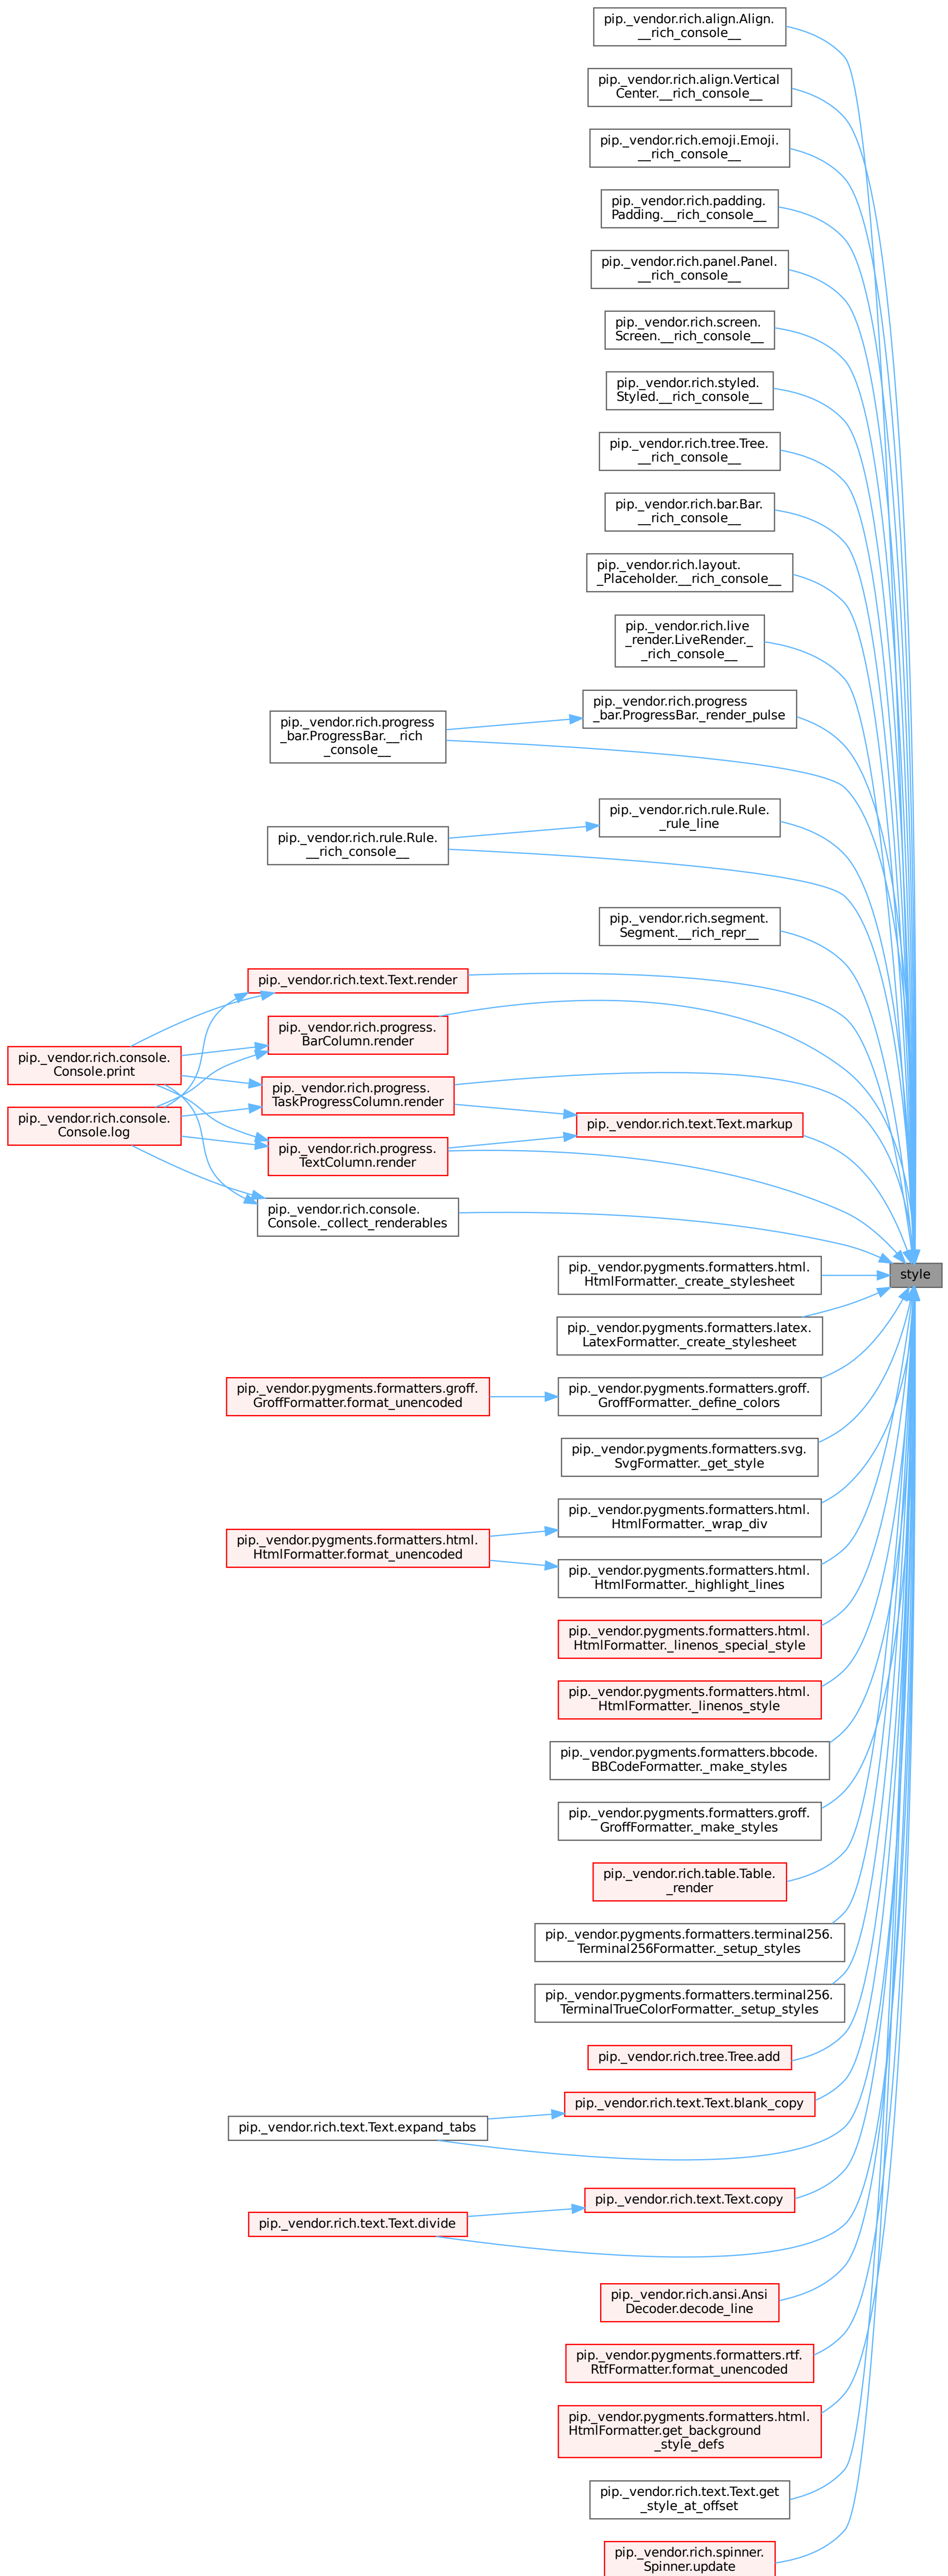 pip._vendor.rich.align.Align.
__rich_console__
pip._vendor.rich.align.Vertical
Center.__rich_console__
pip._vendor.rich.emoji.Emoji.
__rich_console__
pip._vendor.rich.padding.
Padding.__rich_console__
pip._vendor.rich.panel.Panel.
__rich_console__
pip._vendor.rich.screen.
Screen.__rich_console__
pip._vendor.rich.styled.
Styled.__rich_console__
pip._vendor.rich.tree.Tree.
__rich_console__
pip._vendor.rich.bar.Bar.
__rich_console__
pip._vendor.rich.layout.
_Placeholder.__rich_console__
pip._vendor.rich.live
_render.LiveRender._
_rich_console__
pip._vendor.rich.progress
_bar.ProgressBar._render_pulse
pip._vendor.rich.progress
_bar.ProgressBar.__rich
_console__
pip._vendor.rich.rule.Rule.
_rule_line
pip._vendor.rich.rule.Rule.
__rich_console__
pip._vendor.rich.segment.
Segment.__rich_repr__
pip._vendor.rich.text.Text.render
pip._vendor.rich.progress.
BarColumn.render
pip._vendor.rich.console.
Console.print
pip._vendor.rich.progress.
TaskProgressColumn.render
pip._vendor.rich.console.
Console.log
pip._vendor.rich.text.Text.markup
pip._vendor.rich.progress.
TextColumn.render
pip._vendor.rich.console.
Console._collect_renderables
style
pip._vendor.pygments.formatters.html.
HtmlFormatter._create_stylesheet
pip._vendor.pygments.formatters.latex.
LatexFormatter._create_stylesheet
pip._vendor.pygments.formatters.groff.
GroffFormatter.format_unencoded
pip._vendor.pygments.formatters.groff.
GroffFormatter._define_colors
pip._vendor.pygments.formatters.svg.
SvgFormatter._get_style
pip._vendor.pygments.formatters.html.
HtmlFormatter._wrap_div
pip._vendor.pygments.formatters.html.
HtmlFormatter.format_unencoded
pip._vendor.pygments.formatters.html.
HtmlFormatter._highlight_lines
pip._vendor.pygments.formatters.html.
HtmlFormatter._linenos_special_style
pip._vendor.pygments.formatters.html.
HtmlFormatter._linenos_style
pip._vendor.pygments.formatters.bbcode.
BBCodeFormatter._make_styles
pip._vendor.pygments.formatters.groff.
GroffFormatter._make_styles
pip._vendor.rich.table.Table.
_render
pip._vendor.pygments.formatters.terminal256.
Terminal256Formatter._setup_styles
pip._vendor.pygments.formatters.terminal256.
TerminalTrueColorFormatter._setup_styles
pip._vendor.rich.tree.Tree.add
pip._vendor.rich.text.Text.blank_copy
pip._vendor.rich.text.Text.expand_tabs
pip._vendor.rich.text.Text.copy
pip._vendor.rich.text.Text.divide
pip._vendor.rich.ansi.Ansi
Decoder.decode_line
pip._vendor.pygments.formatters.rtf.
RtfFormatter.format_unencoded
pip._vendor.pygments.formatters.html.
HtmlFormatter.get_background
_style_defs
pip._vendor.rich.text.Text.get
_style_at_offset
pip._vendor.rich.spinner.
Spinner.update